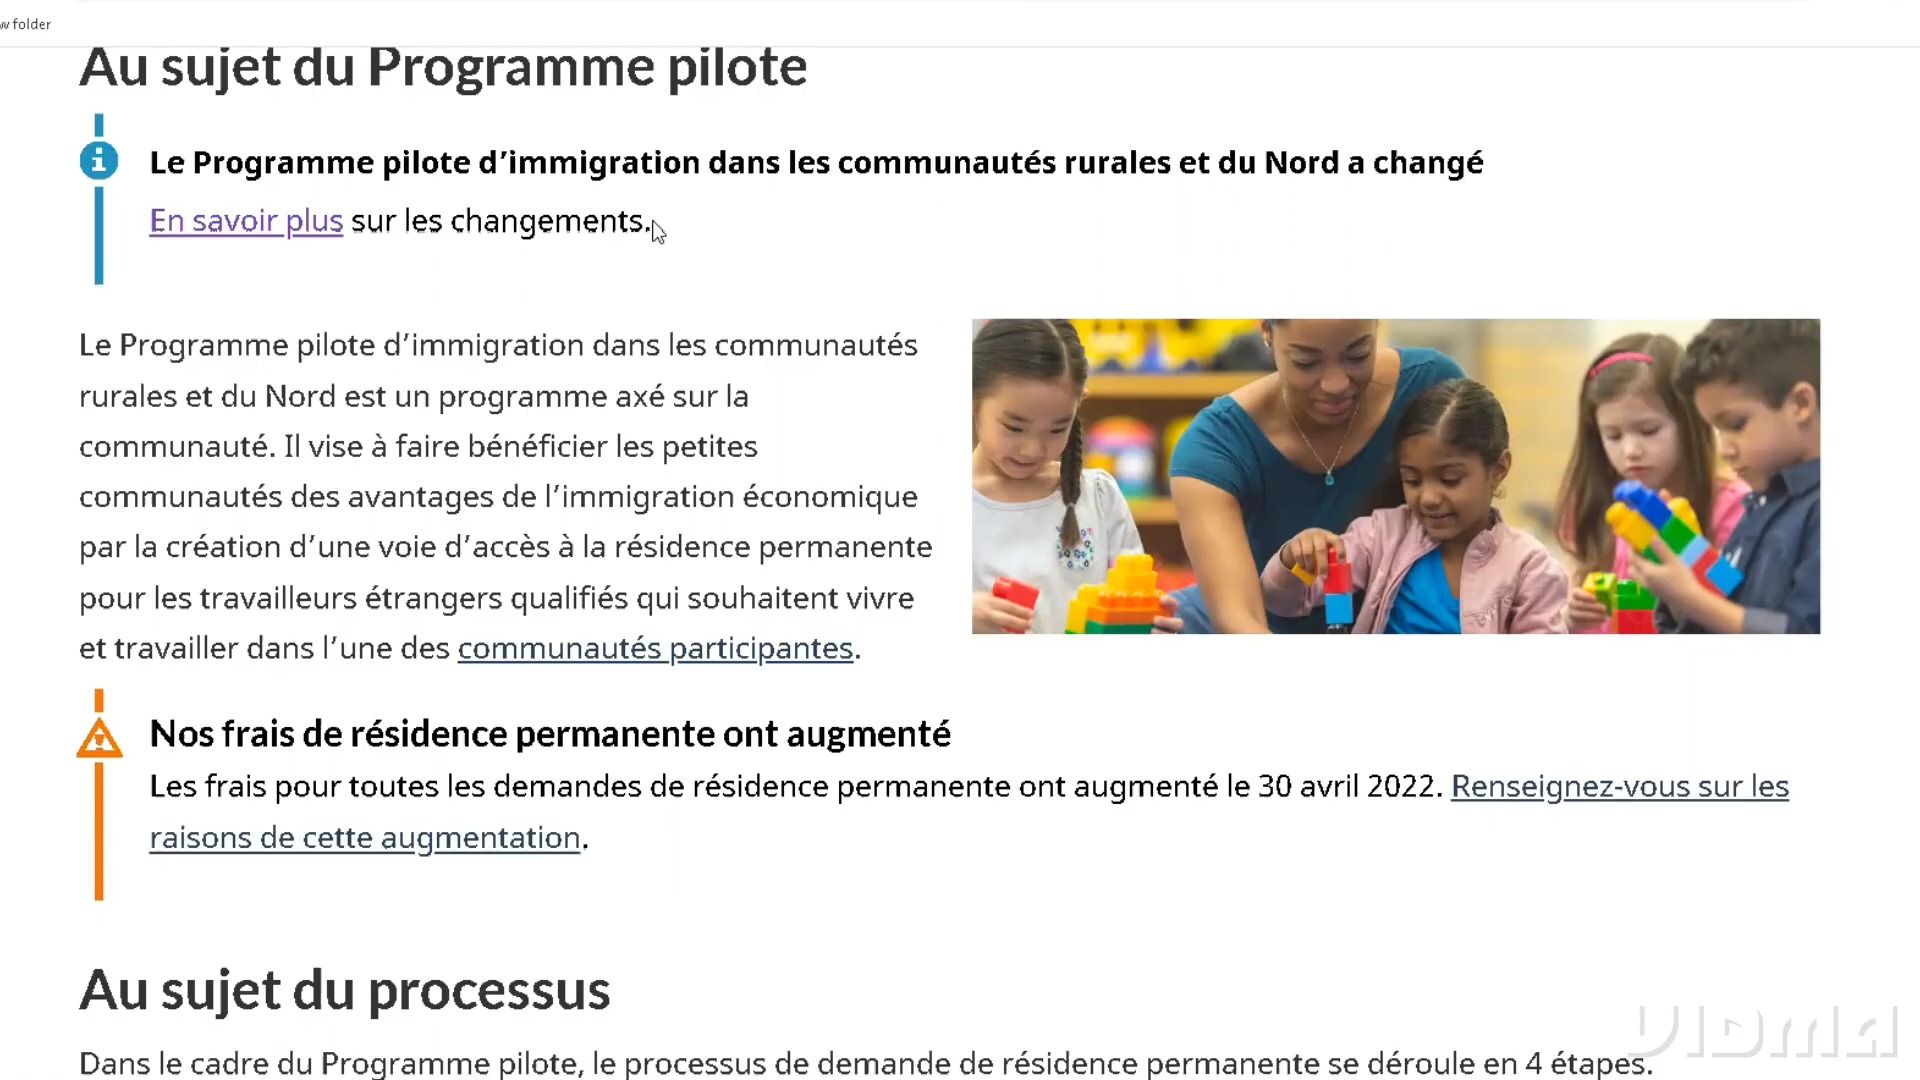 w folder
Au sujet du Programme pilote
Le Programme pilote d’immigration dans les communautés rurales et du Nord a changé
En savoir plus sur les changements.
Le Programme pilote d’immigration dans les communautés
rurales et du Nord est un programme axé sur la
communauté. Il vise à faire bénéficier les petites
communautés des avantages de l’immigration économique
par la création d’une voie d’accès à la résidence permanente
pour les travailleurs étrangers qualifiés qui souhaitent vivre
et travailler dans l’une des communautés participantes.
Nos frais de résidence permanente ont augmenté
Les frais pour toutes les demandes de résidence permanente ont augmenté le 30 avril 2022. Renseignez-vous sur les
raisons de cette augmentation.
Au sujet du processus
Dans le cadre du Programme pilote, le processus de demande de résidence permanente se déroule en 4 étapes.
VIDMA